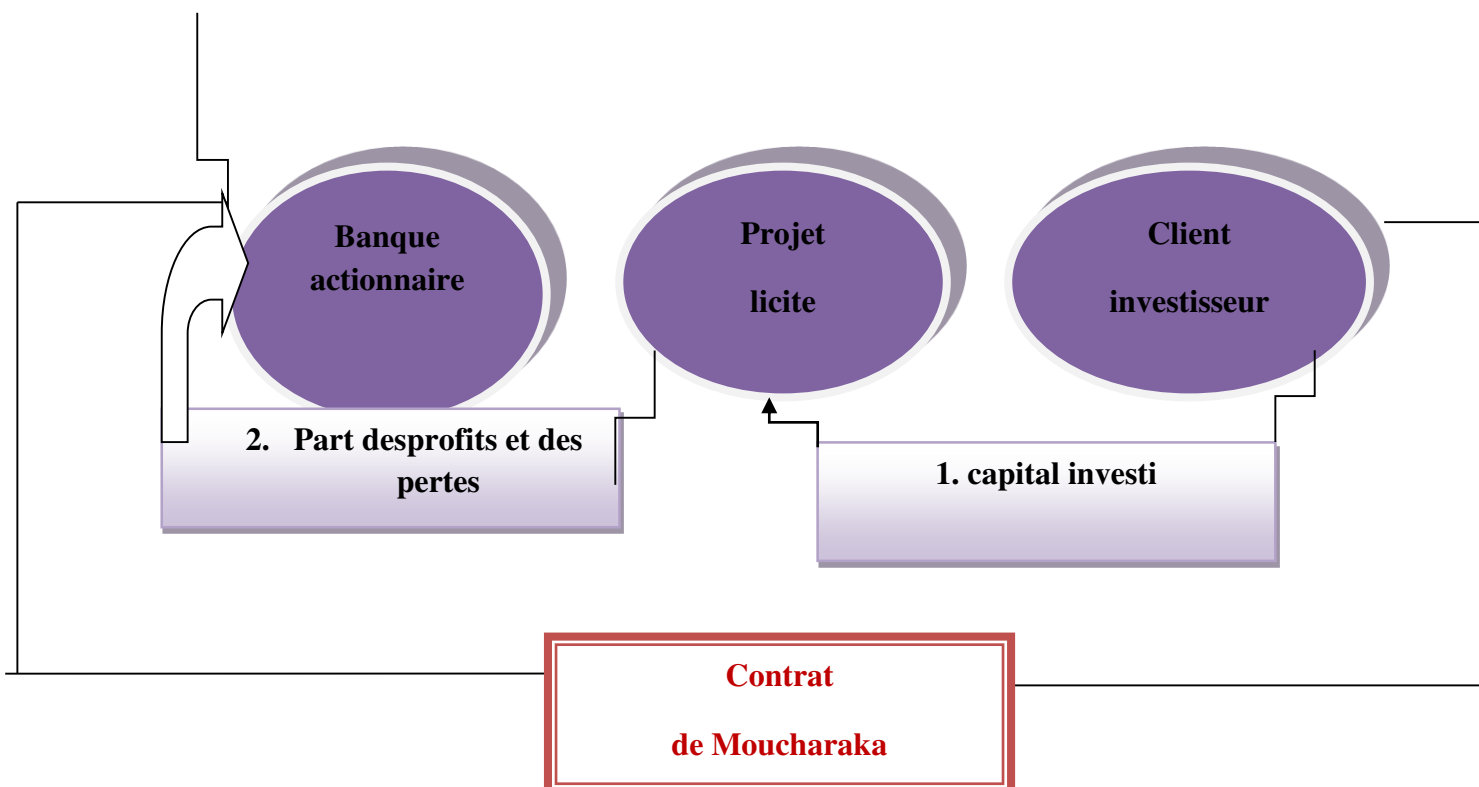 Banque
actionnaire
Projet
licite
Client
investisseur
2. Part desprofits et des
pertes
1. capital investi
Contrat
de Moucharaka